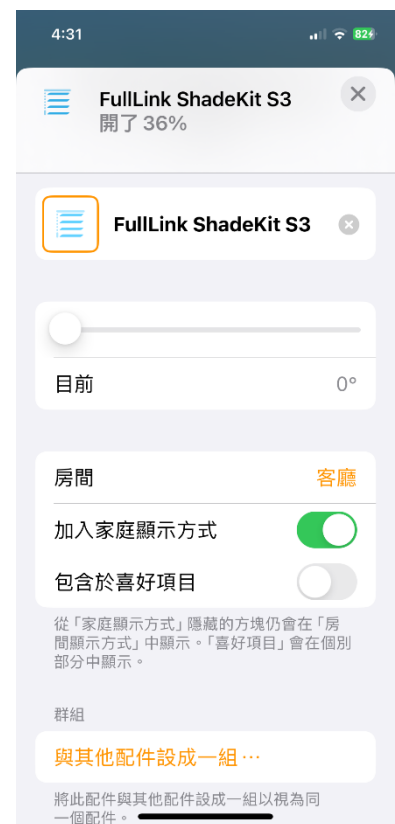 4:31
82
FullLink ShadeKit S3
開了 36%
FullLink ShadeKit S3
目前
0°
房間
客廳
加入家庭顯示方式
包含於喜好項目
從「家庭顯示方式」隱藏的方塊仍會在「房
間顯示方式」中顯示。「喜好項目」會在個別
部分中顯示。
群組
與其他配件設成一組⋯
將此配件與其他配件設成一組以視為同
一個配件。